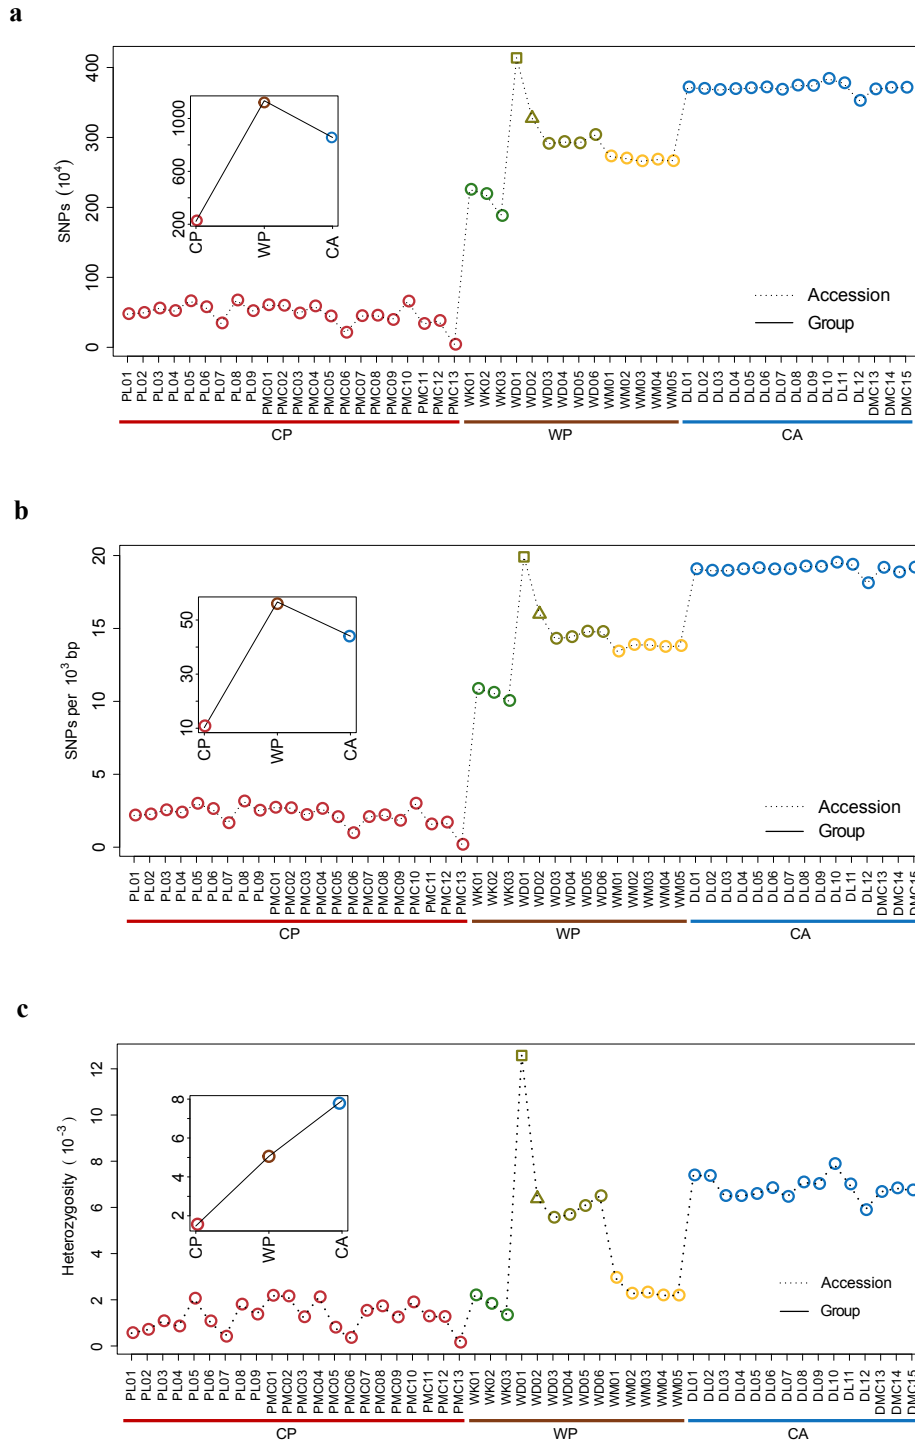 a
SNPs (10⁴)
400
300
200
100
0
1000
600
200
CP WP CA
Accession
Group
PL01 PL02 PL03 PL04 PL05 PL06 PL07 PL08 PL09 PMC01 PMC02 PMC03 PMC04 PMC05 PMC06 PMC07 PMC08 PMC09 PMC10 PMC11 PMC12 PMC13 WK01 WK02 WK03 WD01 WD02 WD03 WD04 WD05 WD06 WM01 WM02 WM03 WM04 WM05 DL01 DL02 DL03 DL04 DL05 DL06 DL07 DL08 DL09 DL10 DL11 DL12 DMC13 DMC14 DMC15
CP WP CA
b
SNPs per 10³ bp
20
15
10
5
0
50
30
10
CP WP CA
Accession
Group
PL01 PL02 PL03 PL04 PL05 PL06 PL07 PL08 PL09 PMC01 PMC02 PMC03 PMC04 PMC05 PMC06 PMC07 PMC08 PMC09 PMC10 PMC11 PMC12 PMC13 WK01 WK02 WK03 WD01 WD02 WD03 WD04 WD05 WD06 WM01 WM02 WM03 WM04 WM05 DL01 DL02 DL03 DL04 DL05 DL06 DL07 DL08 DL09 DL10 DL11 DL12 DMC13 DMC14 DMC15
CP WP CA
c
Heterozygosity (10⁻³)
12
10
8
6
4
2
0
8
6
4
2
CP WP CA
Accession
Group
PL01 PL02 PL03 PL04 PL05 PL06 PL07 PL08 PL09 PMC01 PMC02 PMC03 PMC04 PMC05 PMC06 PMC07 PMC08 PMC09 PMC10 PMC11 PMC12 PMC13 WK01 WK02 WK03 WD01 WD02 WD03 WD04 WD05 WD06 WM01 WM02 WM03 WM04 WM05 DL01 DL02 DL03 DL04 DL05 DL06 DL07 DL08 DL09 DL10 DL11 DL12 DMC13 DMC14 DMC15
CP WP CA